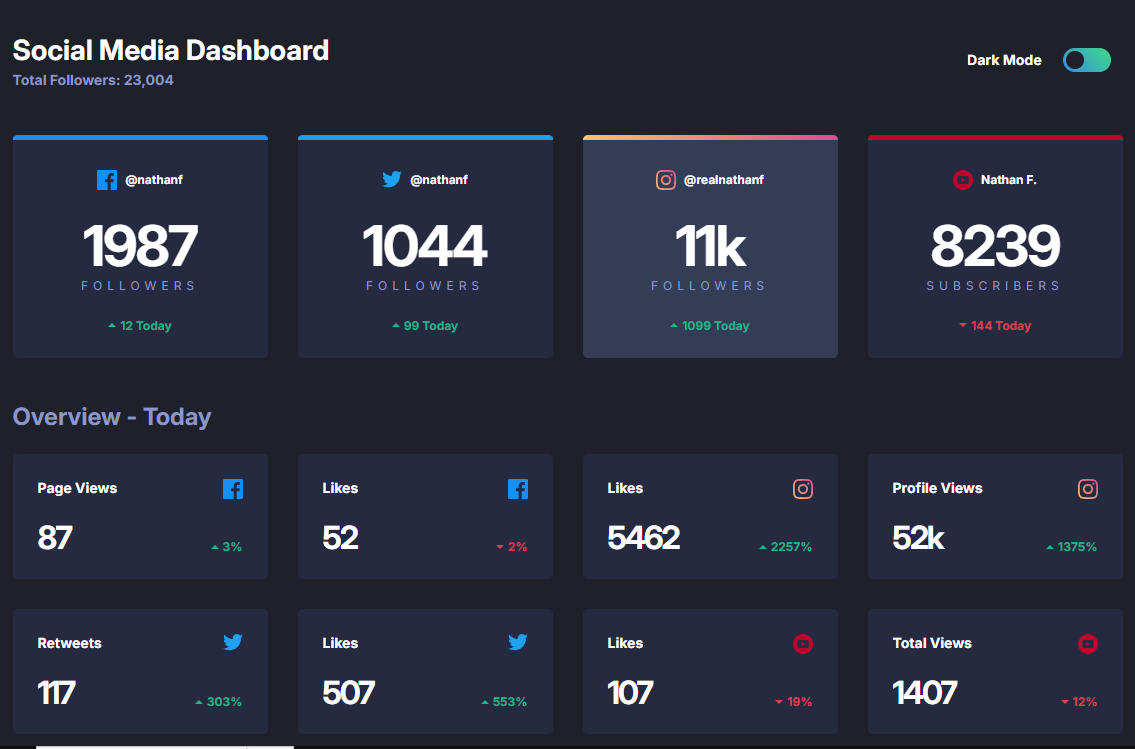 Social Media Dashboard
Total Followers: 23,004
Dark Mode
@nathanf
1987
FOLLOWERS
12 Today
@nathanf
1044
FOLLOWERS
99 Today
@realnathanf
11k
FOLLOWERS
1099 Today
Nathan F.
8239
SUBSCRIBERS
144 Today
Overview - Today
Page Views
87
3%
Likes
52
2%
Likes
5462
2257%
Profile Views
52k
1375%
Retweets
117
303%
Likes
507
553%
Likes
107
19%
Total Views
1407
12%